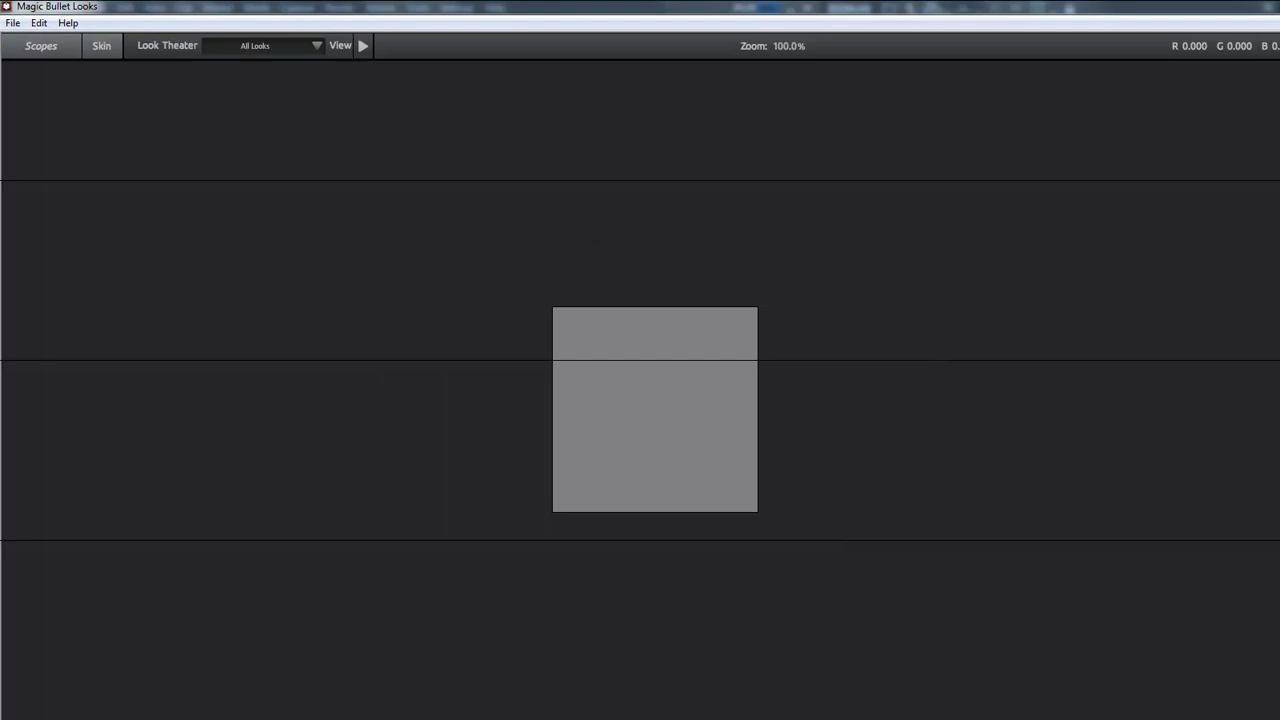 Magic Bullet Looks
File Edit Help
Scopes Skin Look Theater All Looks View Zoom: 100.0% R 0.000 G 0.000 B 0.